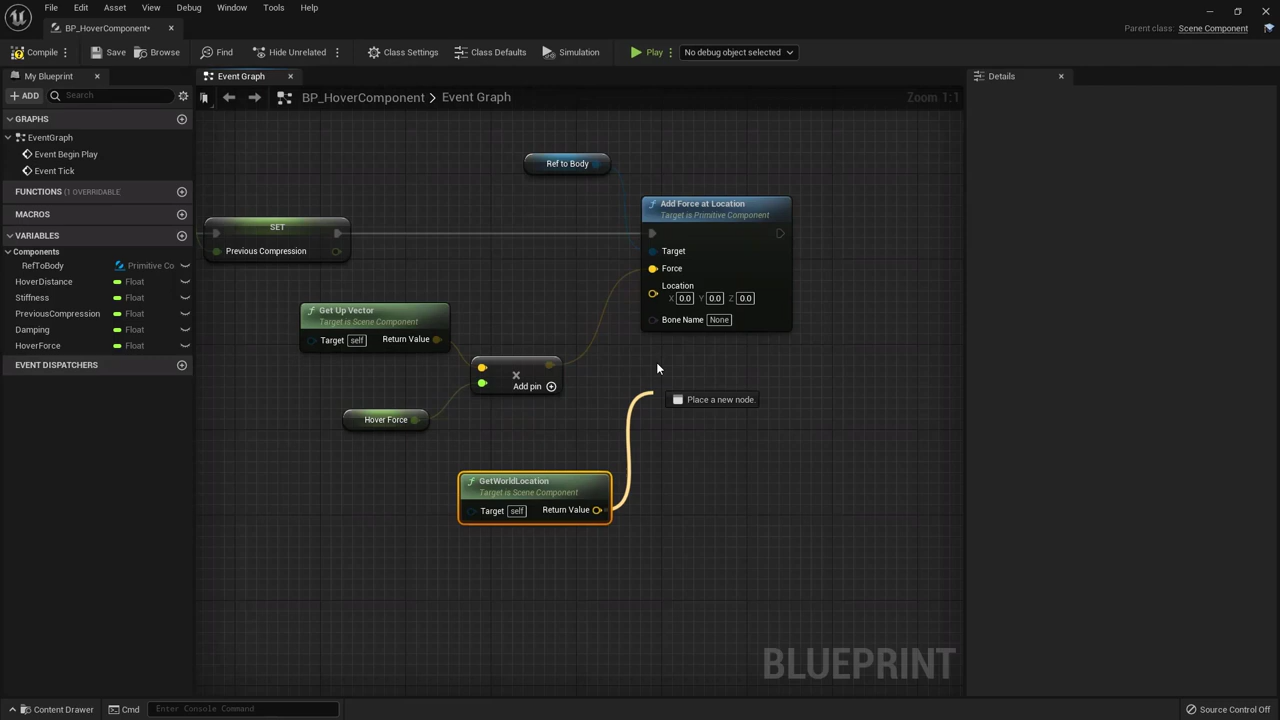 File Edit Asset View Debug Window Tools Help
BP_HoverComponent*
Parent class: Scene Component
Compile Save Browse Find Hide Unrelated Class Settings Class Defaults Simulation Play No debug object selected
My Blueprint
Event Graph
Details
ADD Search
BP_HoverComponent > Event Graph
Zoom 1:1
GRAPHS
EventGraph
Event Begin Play
Event Tick
FUNCTIONS (1 OVERRIDABLE
MACROS
VARIABLES
Components
RefToBody Primitive Co
HoverDistance Float
Stiffness Float
PreviousCompression Float
Damping Float
HoverForce Float
EVENT DISPATCHERS
Ref to Body
SET
Previous Compression
Add Force at Location
Target is Primitive Component
Target
Force
Location
X 0.0 Y 0.0 Z 0.0
Bone Name None
Get Up Vector
Target is Scene Component
Target self Return Value
Add pin
Hover Force
Place a new node.
GetWorldLocation
Target is Scene Component
Target self Return Value
BLUEPRINT
Content Drawer Cmd Enter Console Command
Source Control Off